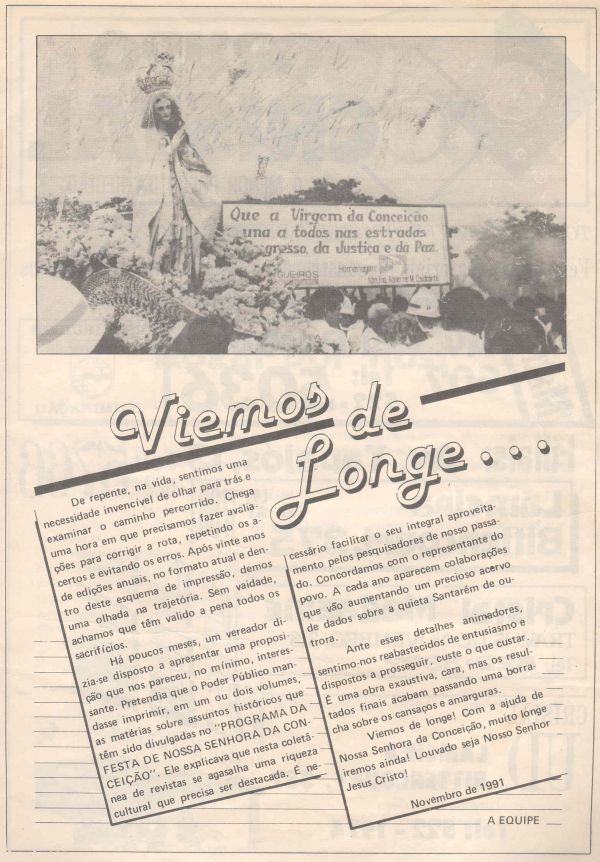 Que a Virgem da Conceição
una a todos nas estradas
gresso, da Justiça e da Paz.
GUEIROS Homenagem
Viemos de
Longe...
De repente, na vida, sentimos uma
necessidade invencível de olhar para trás e
examinar o caminho percorrido. Chega
uma hora em que precisamos fazer avalia-
ções para corrigir a rota, repetindo os a-
certos e evitando os erros. Após vinte anos
de edições anuais, no formato atual e den-
tro deste esquema de impressão, demos
uma olhada na trajetória. Sem vaidade,
achamos que têm valido a pena todos os
sacrifícios.
Há poucos meses, um vereador di-
zia-se disposto a apresentar uma proposi-
ção que nos pareceu, no mínimo, interes-
sante. Pretendia que o Poder Público man-
dasse imprimir, em um ou dois volumes,
as matérias sobre assuntos históricos que
têm sido divulgadas no "PROGRAMA DA
FESTA DE NOSSA SENHORA DA CON-
CEIÇÃO". Ele explicava que nesta coletâ-
nea de revistas se agasalha uma riqueza
cultural que precisa ser destacada. É ne-
cessário facilitar o seu integral aproveita-
mento pelos pesquisadores de nosso passa-
do. Concordamos com o representante do
povo. A cada ano aparecem colaborações
que vão aumentando um precioso acervo
de dados sobre a quieta Santarém de ou-
trora.
Ante esses detalhes animadores,
sentimo-nos reabastecidos de entusiasmo e
dispostos a prosseguir, custe o que custar.
É uma obra exaustiva, cara, mas os resul-
tados finais acabam passando uma borra-
cha sobre os cansaços e amarguras.
Viemos de longe! Com a ajuda de
Nossa Senhora da Conceição, muito longe
iremos ainda! Louvado seja Nosso Senhor
Jesus Cristo!
Novembro de 1991
A EQUIPE